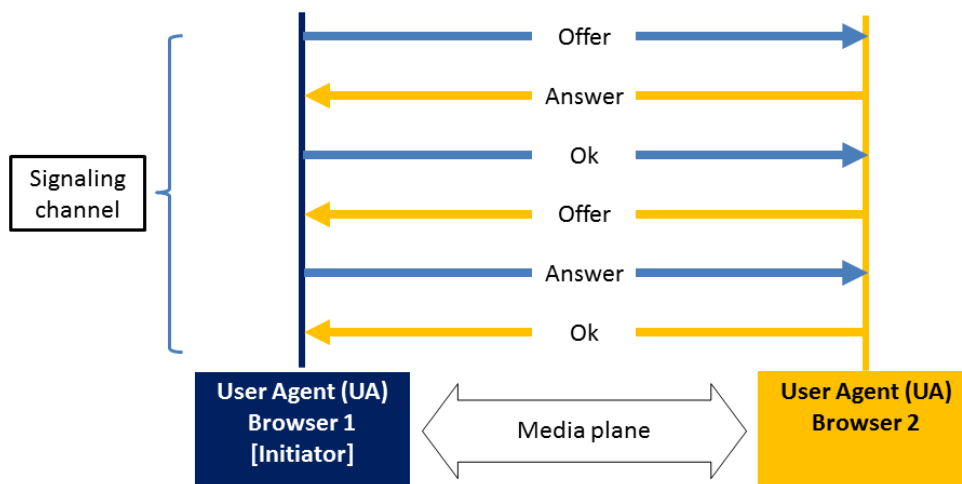 Offer
Answer
Ok
Signaling
channel
Offer
Answer
Ok
User Agent (UA)
Browser 1
[Initiator]
Media plane
User Agent (UA)
Browser 2